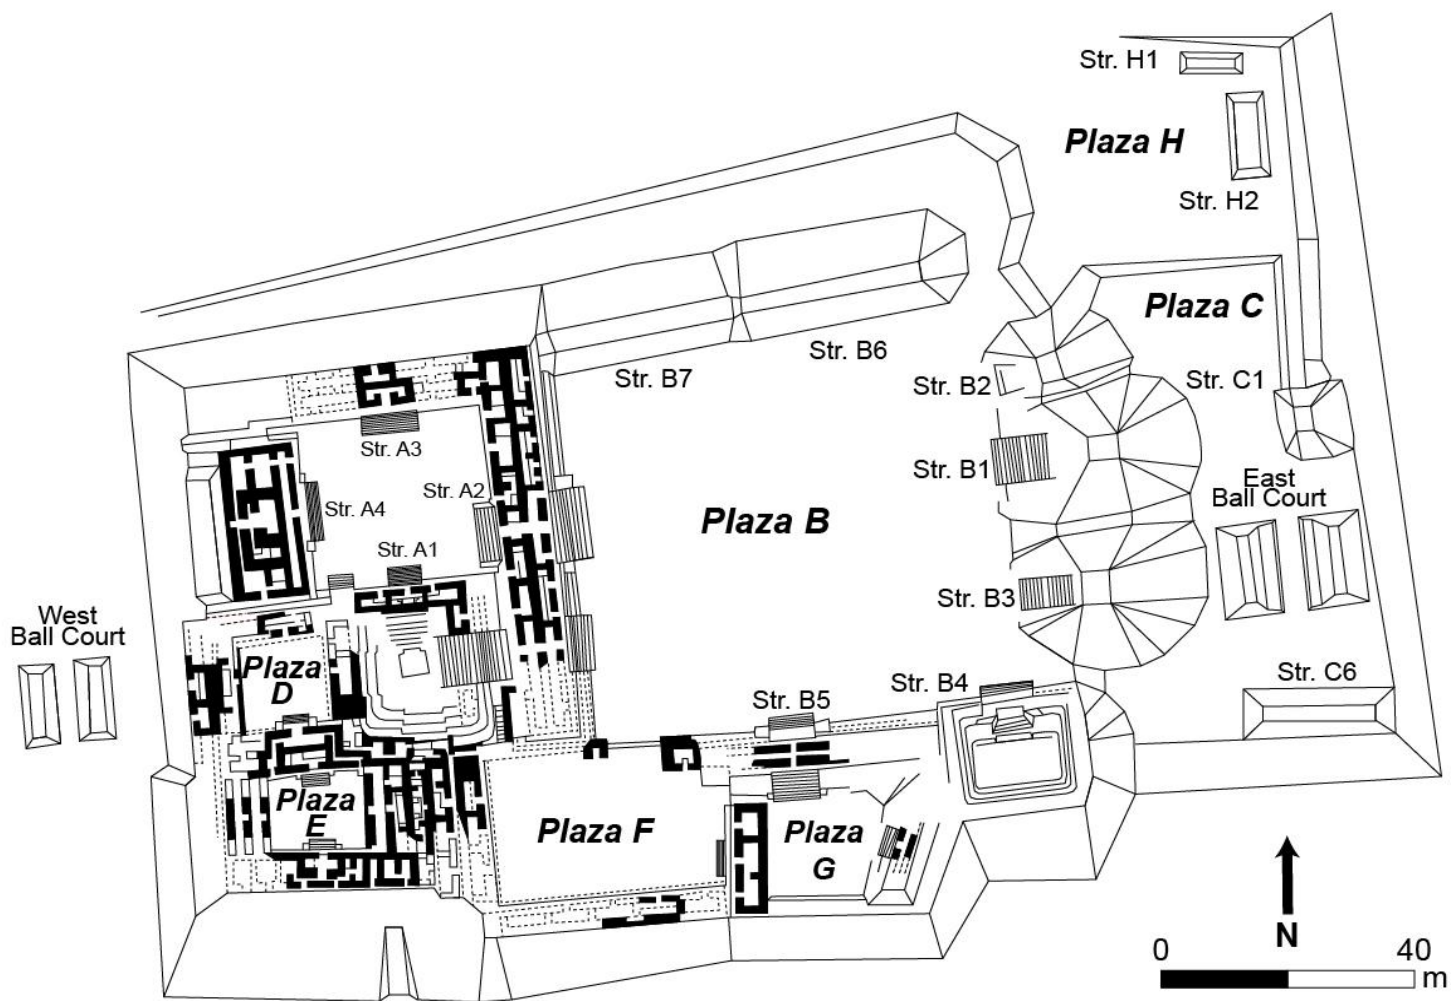 Str. H1
Plaza H
Str. H2
Plaza C
Str. B6
Str. B7
Str. B2
Str. C1
Str. A3
Str. B1
East
Ball Court
Str. A2
Str. A4
Plaza B
Str. A1
Str. B3
West
Ball Court
Plaza
D
Str. B4
Str. C6
Str. B5
Plaza
E
Plaza F
Plaza
G
N
0 40
m